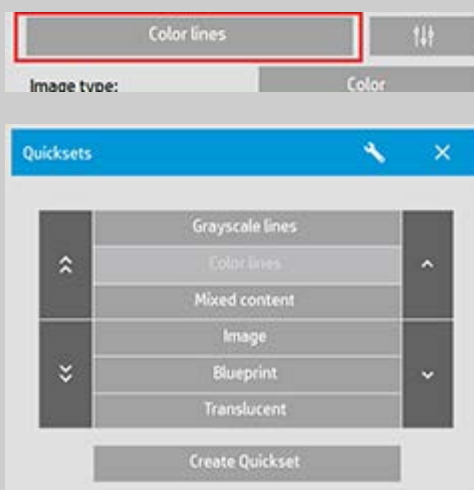 Color lines
Image type:
Color
Quicksets
Grayscale lines
Color lines
Mixed content
Image
Blueprint
Translucent
Create Quickset